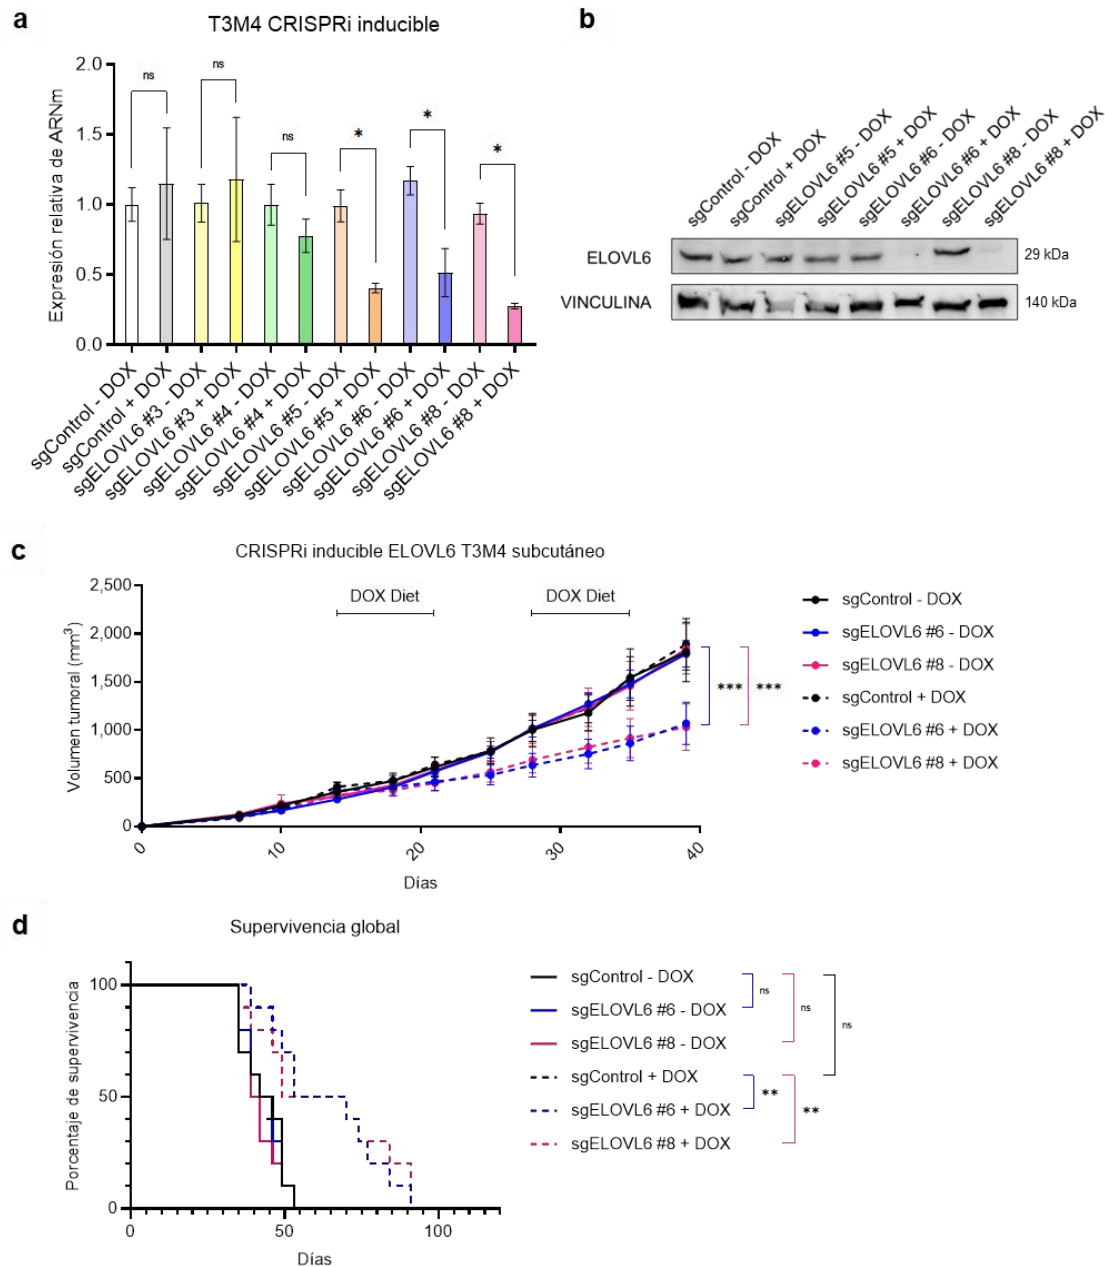 a
T3M4 CRISPRi inducible
Expresión relativa de ARNm
2.0
1.5
1.0
0.5
0.0
ns
ns
ns
*
*
*
sgControl - DOX
sgControl + DOX
sgELOVL6 #3 - DOX
sgELOVL6 #3 + DOX
sgELOVL6 #4 - DOX
sgELOVL6 #4 + DOX
sgELOVL6 #5 - DOX
sgELOVL6 #5 + DOX
sgELOVL6 #6 - DOX
sgELOVL6 #6 + DOX
sgELOVL6 #8 - DOX
sgELOVL6 #8 + DOX
b
sgControl - DOX
sgControl + DOX
sgELOVL6 #5 - DOX
sgELOVL6 #5 + DOX
sgELOVL6 #6 - DOX
sgELOVL6 #6 + DOX
sgELOVL6 #8 - DOX
sgELOVL6 #8 + DOX
ELOVL6
29 kDa
VINCULINA
140 kDa
c
CRISPRi inducible ELOVL6 T3M4 subcutáneo
Volumen tumoral (mm³)
2,500
2,000
1,500
1,000
500
0
DOX Diet
DOX Diet
0
10
20
30
40
Días
***
***
sgControl - DOX
sgELOVL6 #6 - DOX
sgELOVL6 #8 - DOX
sgControl + DOX
sgELOVL6 #6 + DOX
sgELOVL6 #8 + DOX
d
Supervivencia global
Porcentaje de supervivencia
100
50
0
0
50
100
Días
sgControl - DOX
sgELOVL6 #6 - DOX
sgELOVL6 #8 - DOX
sgControl + DOX
sgELOVL6 #6 + DOX
sgELOVL6 #8 + DOX
ns
ns
ns
**
**